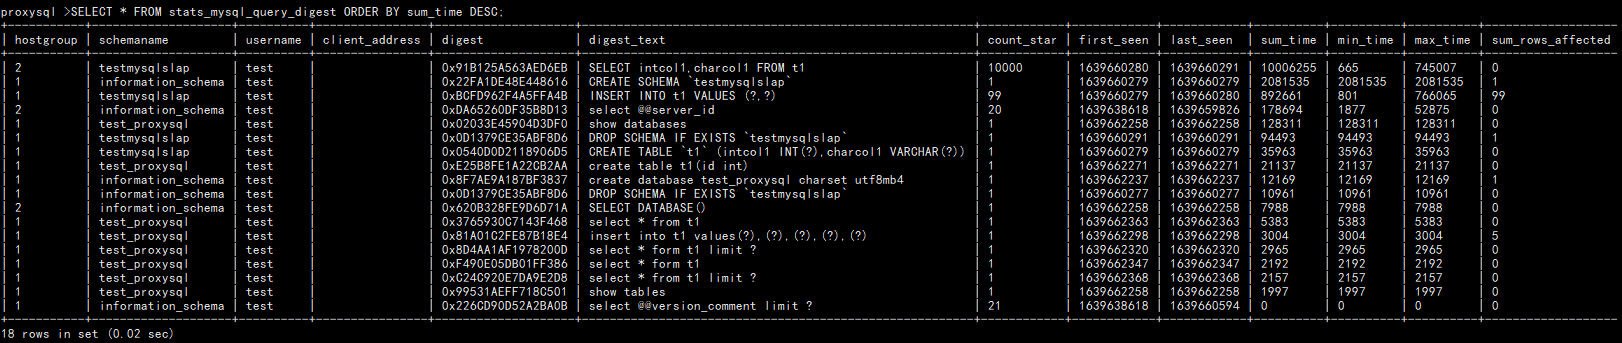 proxysql >SELECT * FROM stats_mysql_query_digest ORDER BY sum_time DESC;
| hostgroup | schemaname | username | client_address | digest | digest_text | count_star | first_seen | last_seen | sum_time | min_time | max_time | sum_rows_affected
| 2 | testmysqlslap | test | | 0x91B125A563AED6EB | SELECT intcol1,charcol1 FROM t1 | 10000 | 1639660280 | 1639660291 | 10006255 | 665 | 745007 | 0
| 1 | information_schema | test | | 0x22FA1DE48E448616 | CREATE SCHEMA `testmysqlslap` | 1 | 1639660279 | 1639660279 | 2081535 | 2081535 | 2081535 | 1
| 1 | testmysqlslap | test | | 0xBCFD962F4A5FFA4B | INSERT INTO t1 VALUES (?,?) | 99 | 1639660279 | 1639660280 | 892661 | 801 | 766065 | 99
| 2 | information_schema | test | | 0xDA65260DF35B8D13 | select @@server_id | 20 | 1639638618 | 1639659826 | 178694 | 1877 | 52875 | 0
| 1 | test_proxysql | test | | 0x02033E45904D3DF0 | show databases | 1 | 1639662258 | 1639662258 | 128311 | 128311 | 128311 | 0
| 1 | testmysqlslap | test | | 0x0D1379CE35ABF8D6 | DROP SCHEMA IF EXISTS `testmysqlslap` | 1 | 1639660291 | 1639660291 | 94493 | 94493 | 94493 | 1
| 1 | testmysqlslap | test | | 0x0540D0D2118906D5 | CREATE TABLE `t1` (intcol1 INT(?),charcol1 VARCHAR(?)) | 1 | 1639660279 | 1639660279 | 35963 | 35963 | 35963 | 0
| 1 | test_proxysql | test | | 0xE25B8FE1A22CB2AA | create table t1(id int) | 1 | 1639662271 | 1639662271 | 21137 | 21137 | 21137 | 0
| 1 | information_schema | test | | 0x8F7AE9A187BF3837 | create database test_proxysql charset utf8mb4 | 1 | 1639662237 | 1639662237 | 12169 | 12169 | 12169 | 1
| 1 | information_schema | test | | 0x0D1379CE35ABF8D6 | DROP SCHEMA IF EXISTS `testmysqlslap` | 1 | 1639660277 | 1639660277 | 10961 | 10961 | 10961 | 0
| 2 | information_schema | test | | 0x620B328FE9D6D71A | SELECT DATABASE() | 1 | 1639662258 | 1639662258 | 7988 | 7988 | 7988 | 0
| 1 | test_proxysql | test | | 0x3765930C7143F468 | select * from t1 | 1 | 1639662363 | 1639662363 | 5383 | 5383 | 5383 | 0
| 1 | test_proxysql | test | | 0x81A01C2FE87B18E4 | insert into t1 values(?),(?),(?),(?),(?) | 1 | 1639662298 | 1639662298 | 3004 | 3004 | 3004 | 5
| 1 | test_proxysql | test | | 0x8D4AA1AF1978200D | select * form t1 limit ? | 1 | 1639662320 | 1639662320 | 2965 | 2965 | 2965 | 0
| 1 | test_proxysql | test | | 0xF490E05DB01FF386 | select * form t1 | 1 | 1639662347 | 1639662347 | 2192 | 2192 | 2192 | 0
| 1 | test_proxysql | test | | 0xC24C920E7DA9E2D8 | select * from t1 limit ? | 1 | 1639662368 | 1639662368 | 2157 | 2157 | 2157 | 0
| 1 | test_proxysql | test | | 0x99531AEFF718C501 | show tables | 1 | 1639662258 | 1639662258 | 1997 | 1997 | 1997 | 0
| 1 | information_schema | test | | 0x226CD90D52A2BA0B | select @@version_comment limit ? | 21 | 1639638618 | 1639660594 | 0 | 0 | 0 | 0
18 rows in set (0.02 sec)